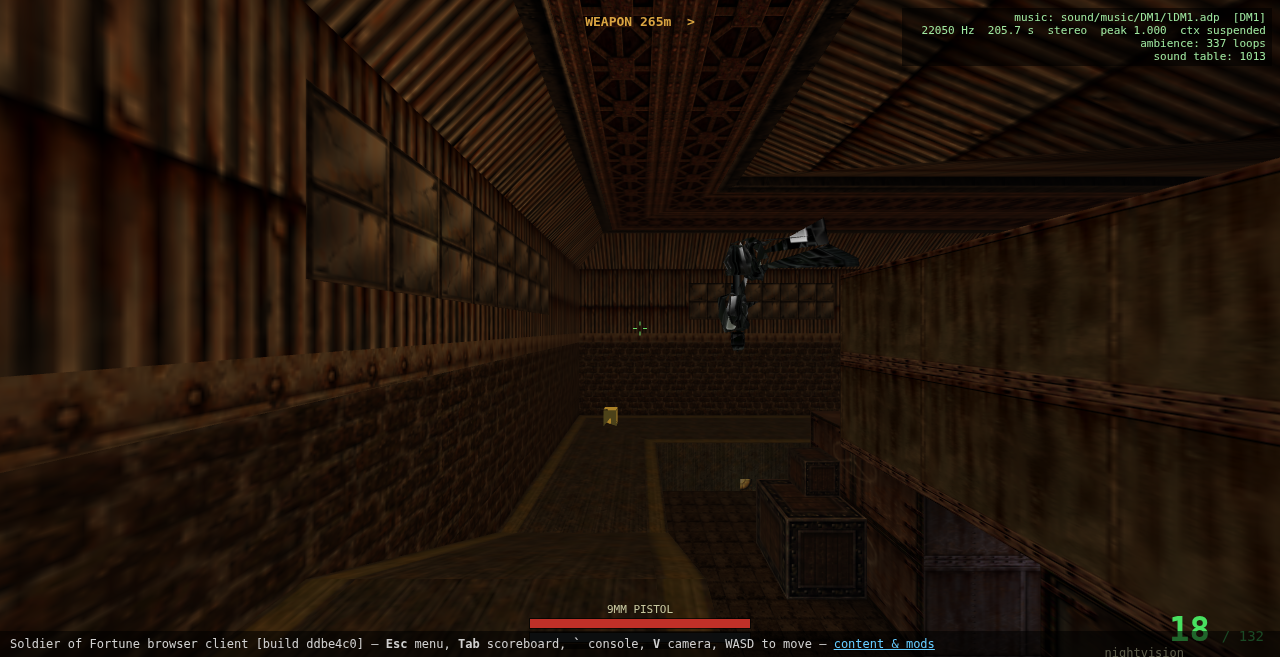 WEAPON 265m  >
music: sound/music/DM1/lDM1.adp  [DM1]
22050 Hz  205.7 s  stereo  peak 1.000  ctx suspended
ambience: 337 loops
sound table: 1013
9MM PISTOL
18 / 132
Soldier of Fortune browser client [build ddbe4c0] — Esc menu, Tab scoreboard, ` console, V camera, WASD to move — content & mods
nightvision